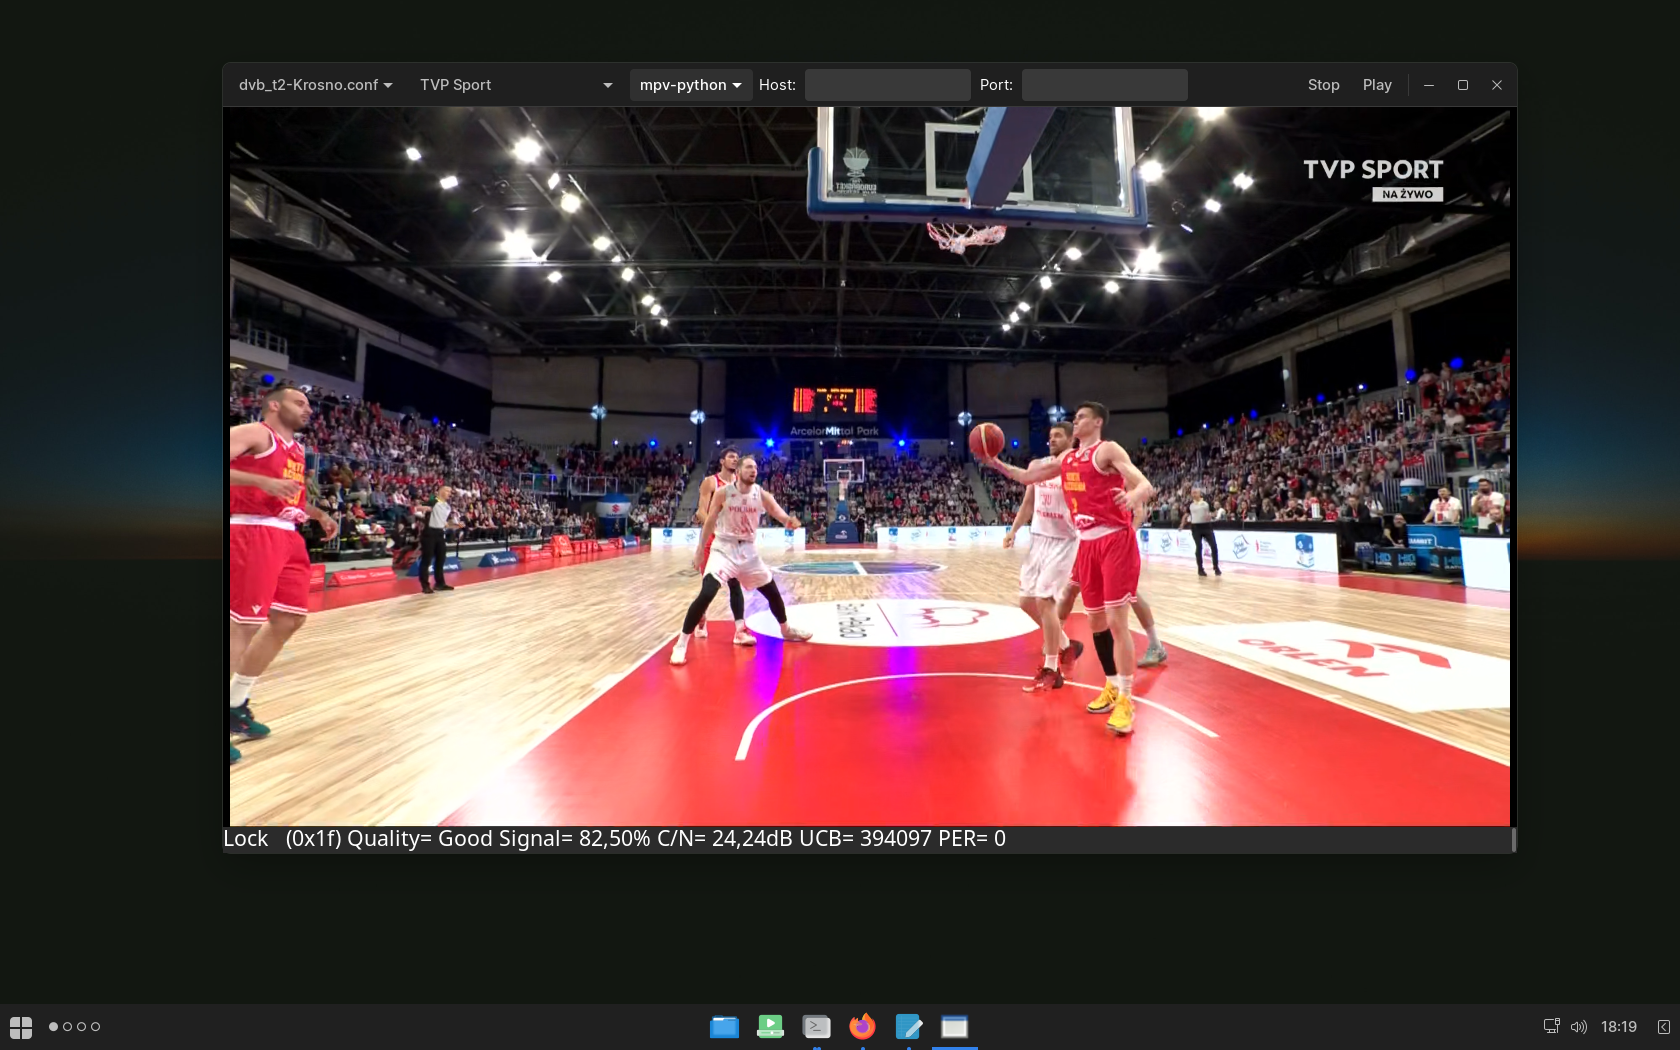 dvb_t2-Krosno.conf TVP Sport mpv-python Host: Port: Stop Play
TVP SPORT
NA ŻYWO
ArcelorMittal Park
POLSKA
ORLEN
Lock (0x1f) Quality= Good Signal= 82,50% C/N= 24,24dB UCB= 394097 PER= 0
18:19